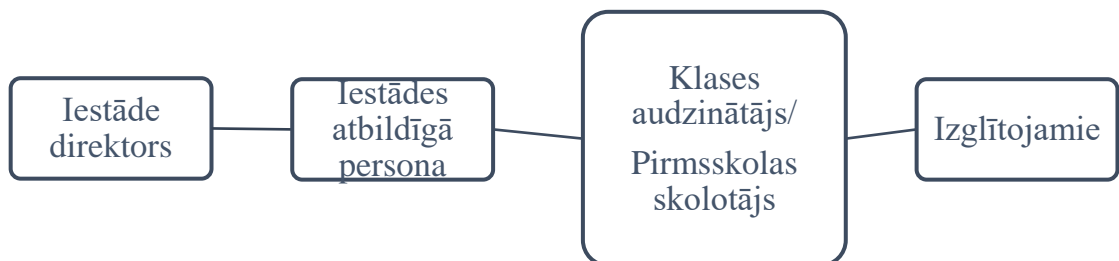 Iestāde
direktors
Iestādes
atbildīgā
persona
Klases
audzinātājs/
Pirmsskolas
skolotājs
Izglītojamie